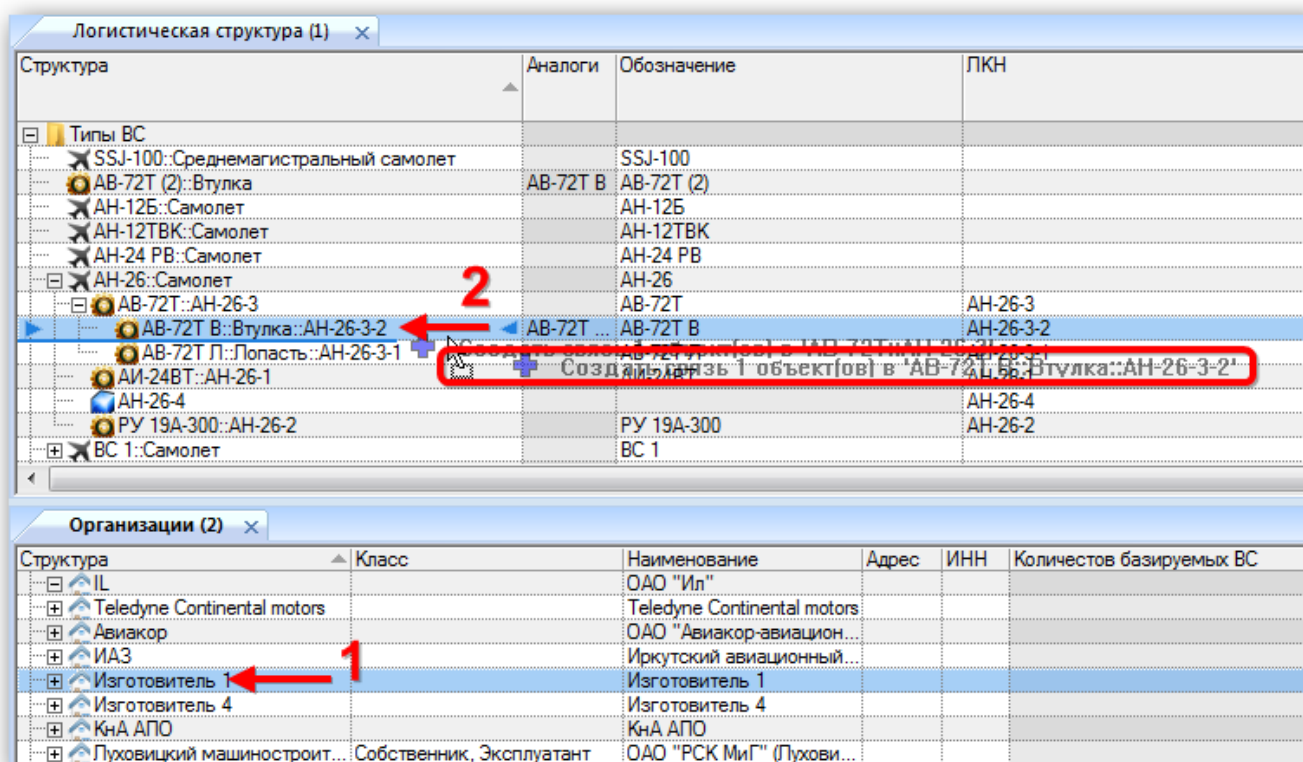 Логистическая структура (1)
Структура Аналоги Обозначение ЛКН
Типы ВС
SSJ-100::Среднемагистральный самолет SSJ-100
АВ-72Т (2)::Втулка АВ-72Т В АВ-72Т (2)
АН-12Б::Самолет АН-12Б
АН-12ТВК::Самолет АН-12ТВК
АН-24 РВ::Самолет АН-24 РВ
АН-26::Самолет АН-26
2
АВ-72Т::АН-26-3 АВ-72Т АН-26-3
АВ-72Т В::Втулка::АН-26-3-2 АВ-72Т ... АВ-72Т В АН-26-3-2
АВ-72Т Л::Лопасть::АН-26-3-1
Создать связь 1 объект(ов) в 'АВ-72Т В::Втулка::АН-26-3-2'
АИ-24ВТ::АН-26-1
АН-26-4 АН-26-4
РУ 19А-300::АН-26-2 РУ 19А-300 АН-26-2
ВС 1::Самолет ВС 1
Организации (2)
Структура Класс Наименование Адрес ИНН Количестов базируемых ВС
IL ОАО "Ил"
Teledyne Continental motors Teledyne Continental motors
Авиакор ОАО "Авиакор-авиацион...
ИАЗ Иркутский авиационный...
1
Изготовитель 1 Изготовитель 1
Изготовитель 4 Изготовитель 4
КнА АПО КнА АПО
Луховицкий машиностроит... Собственник, Эксплуатант ОАО "РСК МиГ" (Лухови...